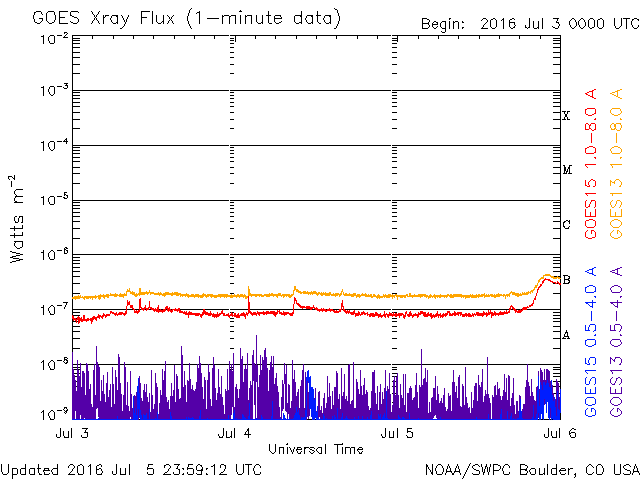 GOES Xray Flux (1-minute data)
Begin: 2016 Jul 3 0000 UTC
10⁻²
10⁻³
10⁻⁴
10⁻⁵
10⁻⁶
10⁻⁷
10⁻⁸
10⁻⁹
Watts m⁻²
X
M
C
B
A
GOES15 1.0-8.0 A
GOES13 1.0-8.0 A
GOES15 0.5-4.0 A
GOES13 0.5-4.0 A
Jul 3
Jul 4
Jul 5
Jul 6
Universal Time
Updated 2016 Jul 5 23:59:12 UTC
NOAA/SWPC Boulder, CO USA